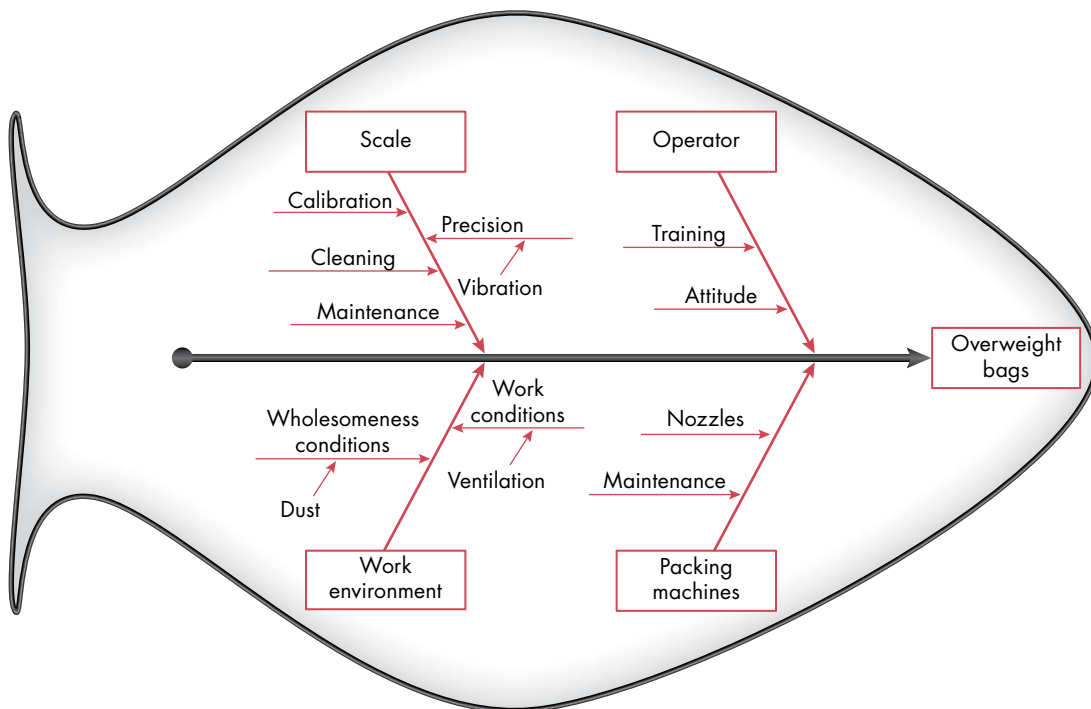 Scale
Operator
Calibration
Precision
Cleaning
Vibration
Maintenance
Training
Attitude
Overweight
bags
Wholesomeness
conditions
Dust
Work
conditions
Ventilation
Nozzles
Maintenance
Work
environment
Packing
machines